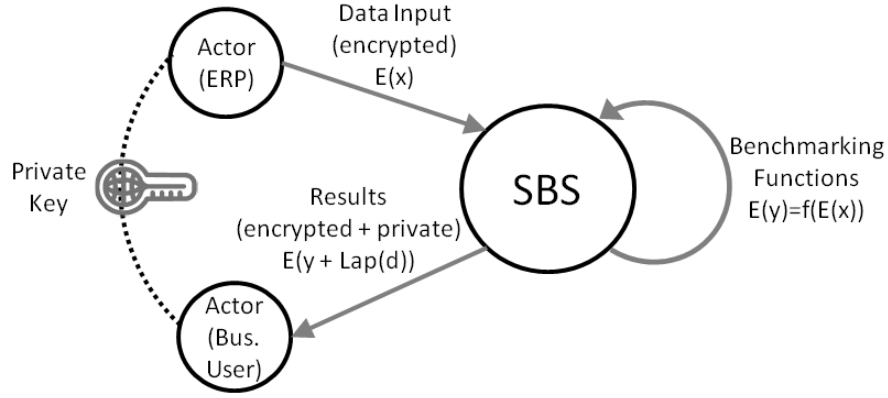 Actor
(ERP)
Data Input
(encrypted)
E(x)
SBS
Benchmarking
Functions
E(y)=f(E(x))
Private
Key
Results
(encrypted + private)
E(y + Lap(d))
Actor
(Bus.
User)